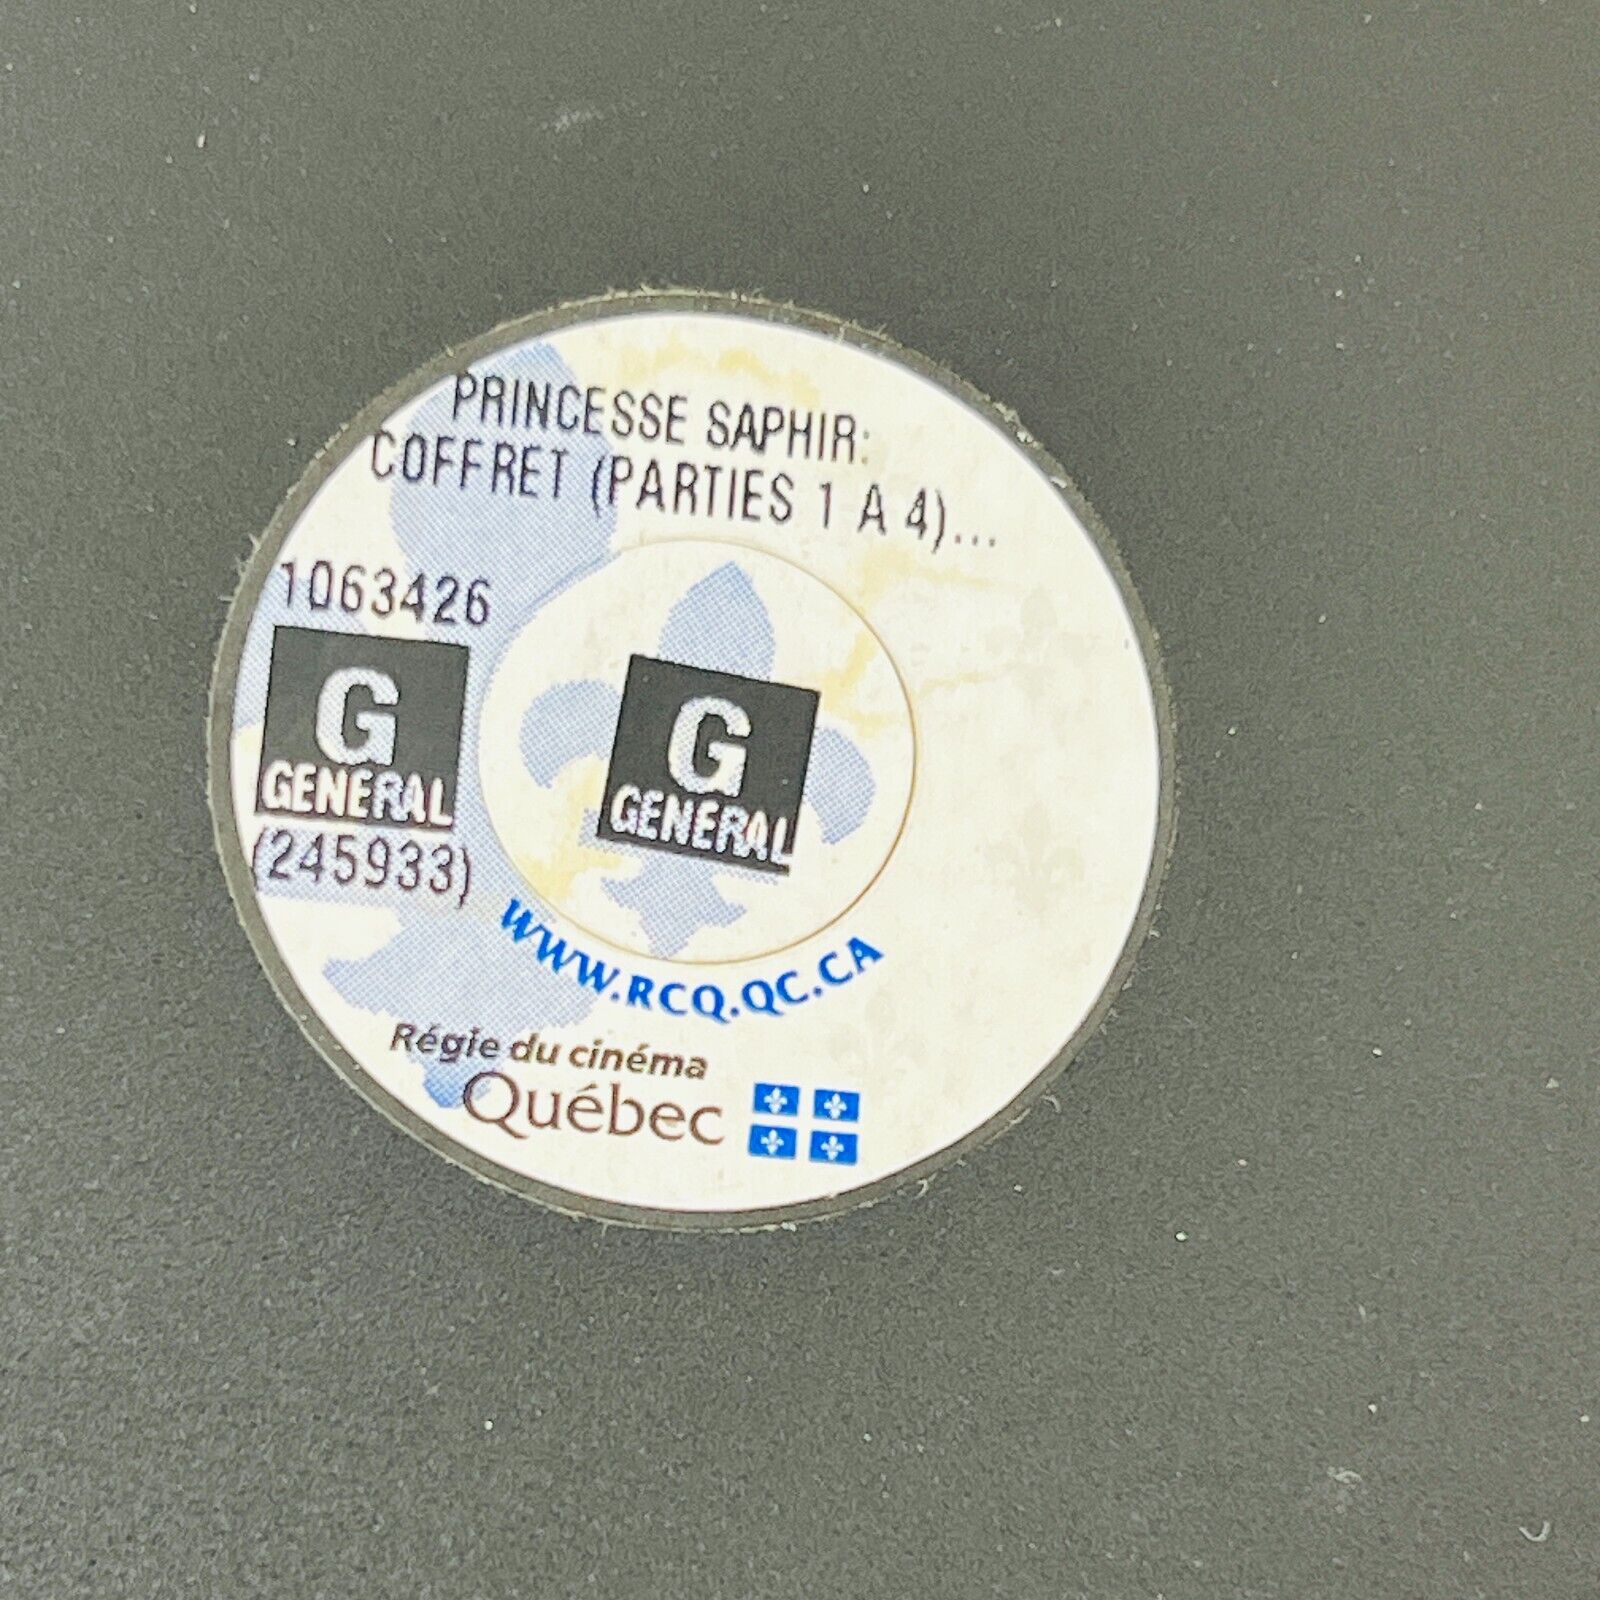 PRINCESSE SAPHIR:
COFFRET (PARTIES 1 A 4)...
1063426
G
GENERAL
(245933)
G
GENERAL
WWW.RCQ.QC.CA
Régie du cinéma
Québec